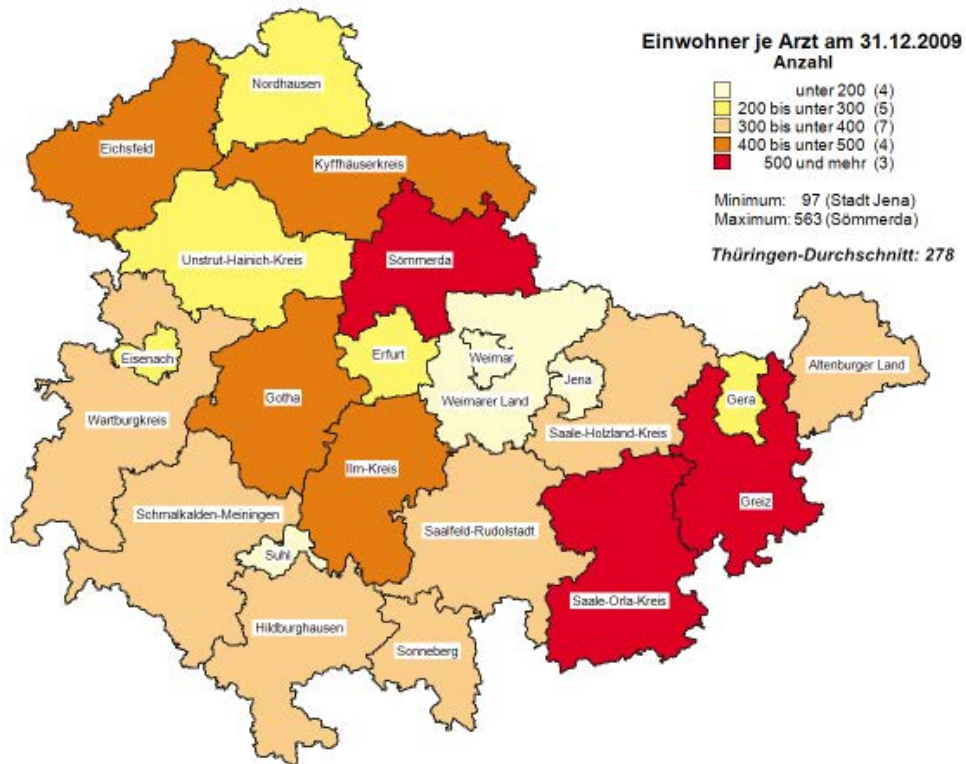 Einwohner je Arzt am 31.12.2009
Anzahl
unter 200 (4)
200 bis unter 300 (5)
300 bis unter 400 (7)
400 bis unter 500 (4)
500 und mehr (3)
Minimum: 97 (Stadt Jena)
Maximum: 563 (Sömmerda)
Thüringen-Durchschnitt: 278
Nordhausen
Eichsfeld
Kyffhäuserkreis
Unstrut-Hainich-Kreis
Sömmerda
Eisenach
Erfurt
Weimar
Jena
Altenburger Land
Wartburgkreis
Gotha
Weimarer Land
Gera
Saale-Holzland-Kreis
Ilm-Kreis
Greiz
Schmalkalden-Meiningen
Saalfeld-Rudolstadt
Suhl
Saale-Orla-Kreis
Hildburghausen
Sonneberg